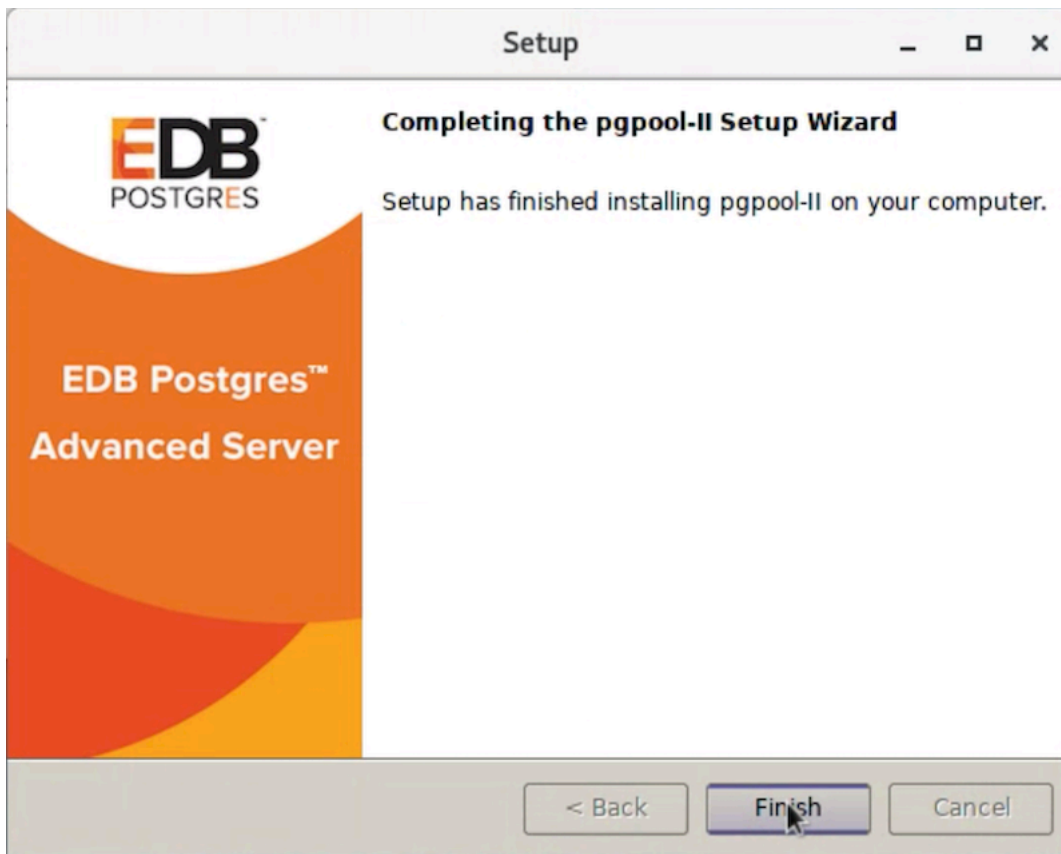 Setup
EDB™
POSTGRES
EDB Postgres™
Advanced Server
Completing the pgpool-II Setup Wizard
Setup has finished installing pgpool-II on your computer.
< Back
Finish
Cancel